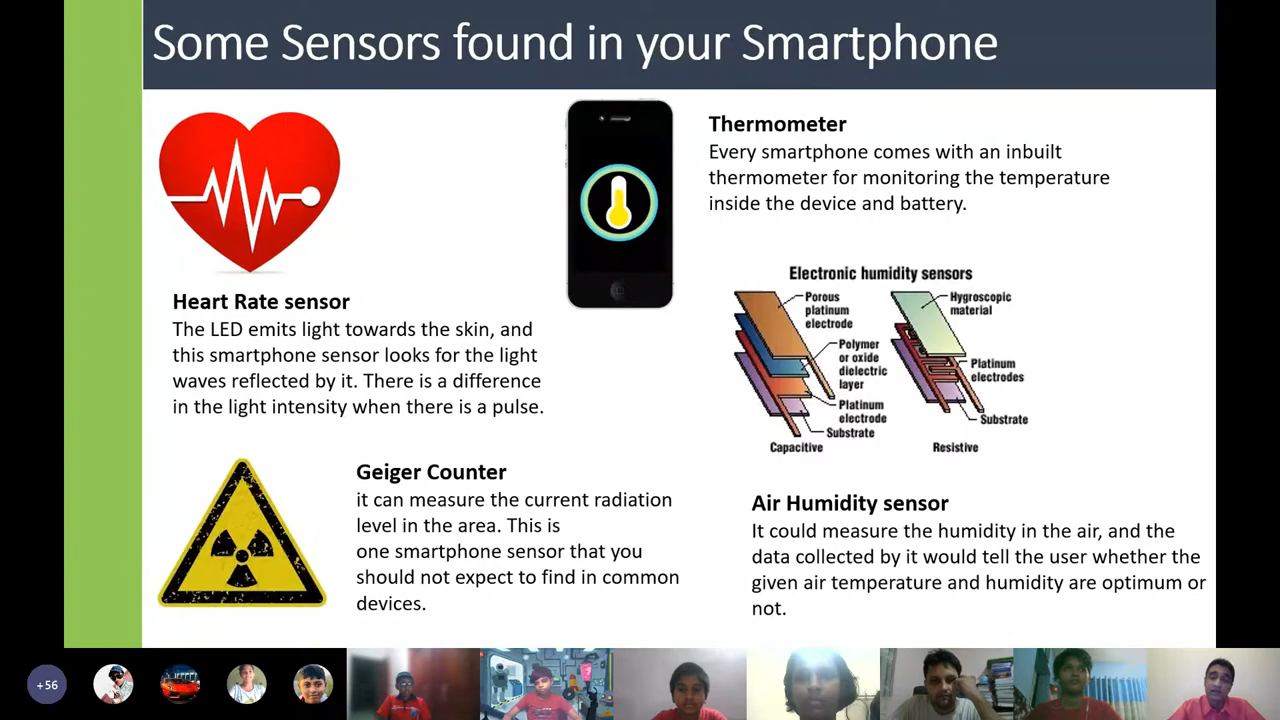 Some Sensors found in your Smartphone
Thermometer
Every smartphone comes with an inbuilt
thermometer for monitoring the temperature
inside the device and battery.
Heart Rate sensor
The LED emits light towards the skin, and
this smartphone sensor looks for the light
waves reflected by it. There is a difference
in the light intensity when there is a pulse.
Electronic humidity sensors
Porous
platinum
electrode
Polymer
or oxide
dielectric
layer
Platinum
electrode
Substrate
Capacitive
Hygroscopic
material
Platinum
electrodes
Substrate
Resistive
Geiger Counter
it can measure the current radiation
level in the area. This is
one smartphone sensor that you
should not expect to find in common
devices.
Air Humidity sensor
It could measure the humidity in the air, and the
data collected by it would tell the user whether the
given air temperature and humidity are optimum or
not.
+56